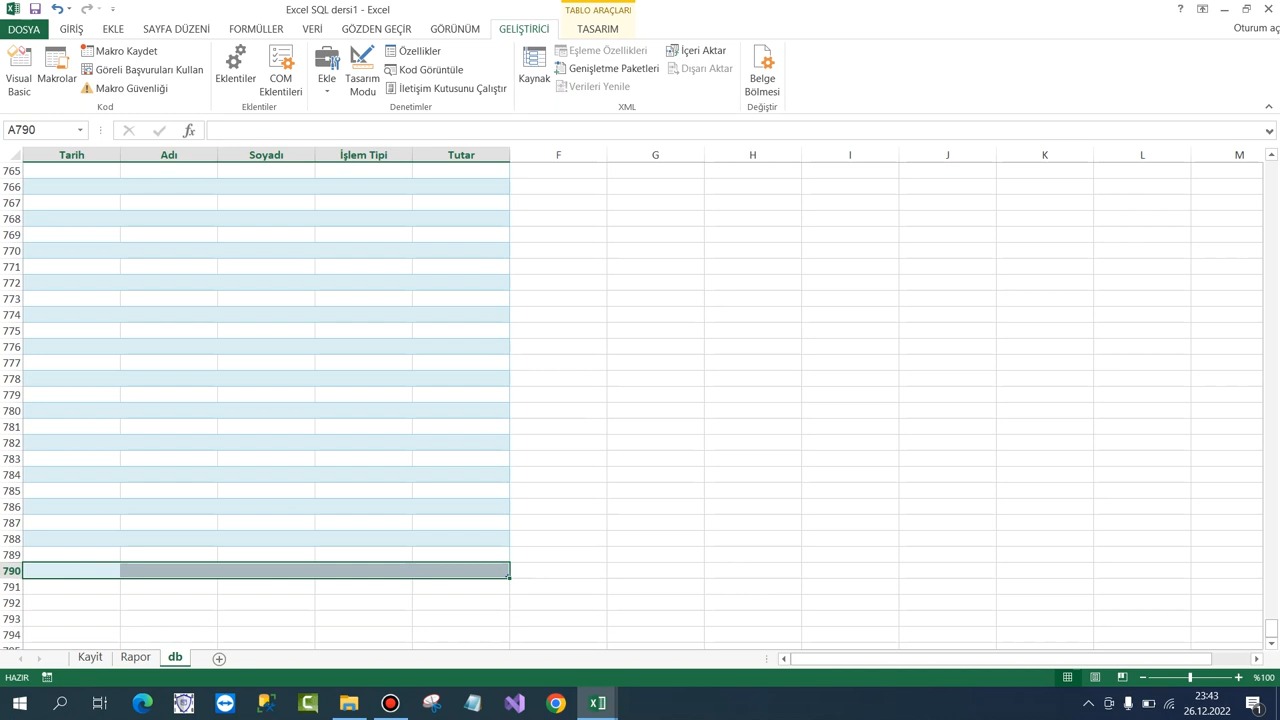 Excel SQL dersi1 - Excel
TABLO ARAÇLARI
DOSYA GİRİŞ EKLE SAYFA DÜZENİ FORMÜLLER VERİ GÖZDEN GEÇİR GÖRÜNÜM GELİŞTİRİCİ TASARIM
Oturum aç
Visual Basic
Makrolar
Makro Kaydet
Göreli Başvuruları Kullan
Makro Güvenliği
Kod
Eklentiler
COM Eklentileri
Eklentiler
Ekle
Tasarım Modu
Özellikler
Kod Görüntüle
İletişim Kutusunu Çalıştır
Denetimler
Kaynak
Eşleme Özellikleri
Genişletme Paketleri
Verileri Yenile
İçeri Aktar
Dışarı Aktar
XML
Belge Bölmesi
Değiştir
A790
fx
Tarih Adı Soyadı İşlem Tipi Tutar F G H I J K L M
765
766
767
768
769
770
771
772
773
774
775
776
777
778
779
780
781
782
783
784
785
786
787
788
789
790
791
792
793
794
Kayit Rapor db
HAZIR
%100
23:43
26.12.2022